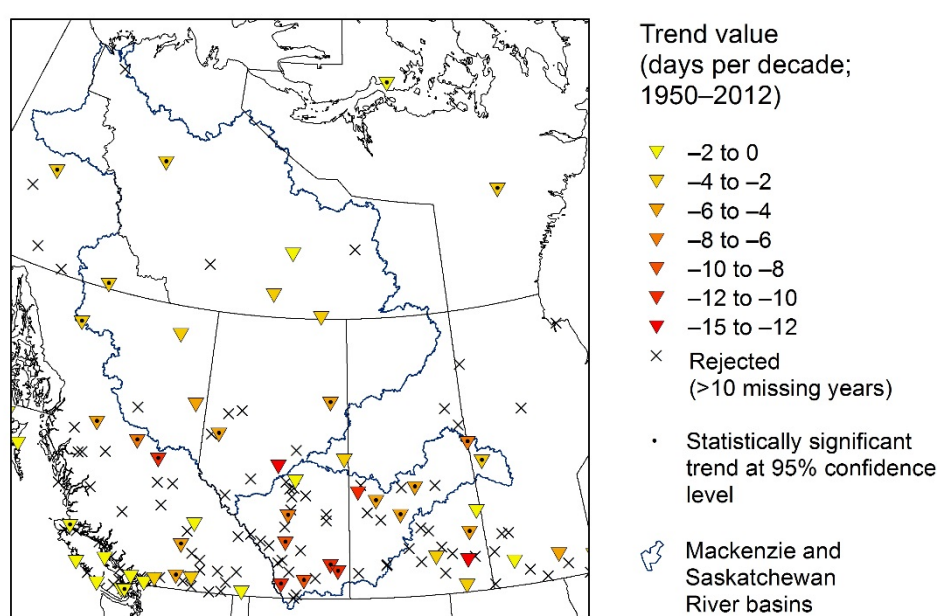 Trend value
(days per decade;
1950–2012)
–2 to 0
–4 to –2
–6 to –4
–8 to –6
–10 to –8
–12 to –10
–15 to –12
Rejected
(>10 missing years)
Statistically significant
trend at 95% confidence
level
Mackenzie and
Saskatchewan
River basins